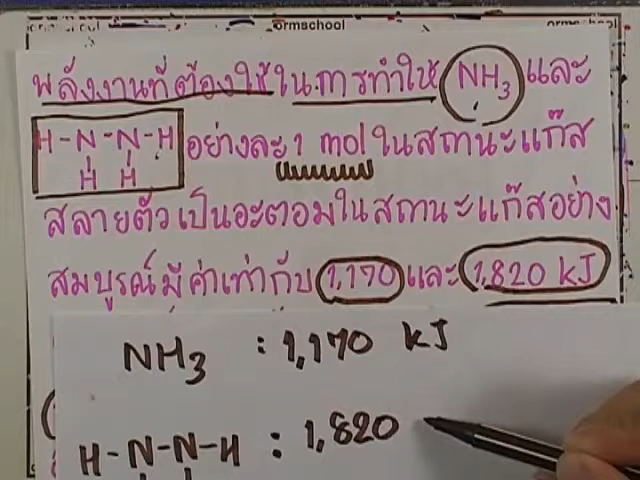 ormschool
พลังงานที่ต้องใช้ในการทำให้ NH3 และ
H-N-N-H อย่างละ 1 mol ในสถานะแก๊ส
H H
สลายตัวเป็นอะตอมในสถานะแก๊สอย่าง
สมบูรณ์มีค่าเท่ากับ 1,170 และ 1,820 kJ
NH3 : 1,170 kJ
H-N-N-H : 1,820